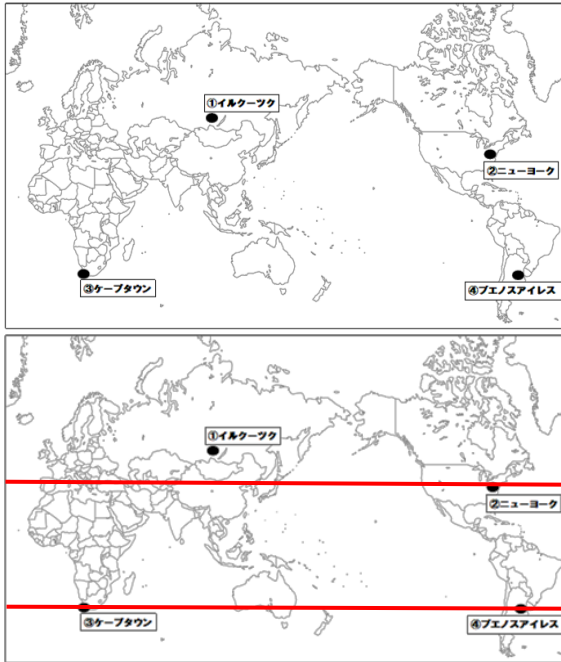 ①イルクーツク
②ニューヨーク
③ケープタウン
④ブエノスアイレス
①イルクーツク
②ニューヨーク
③ケープタウン
④ブエノスアイレス